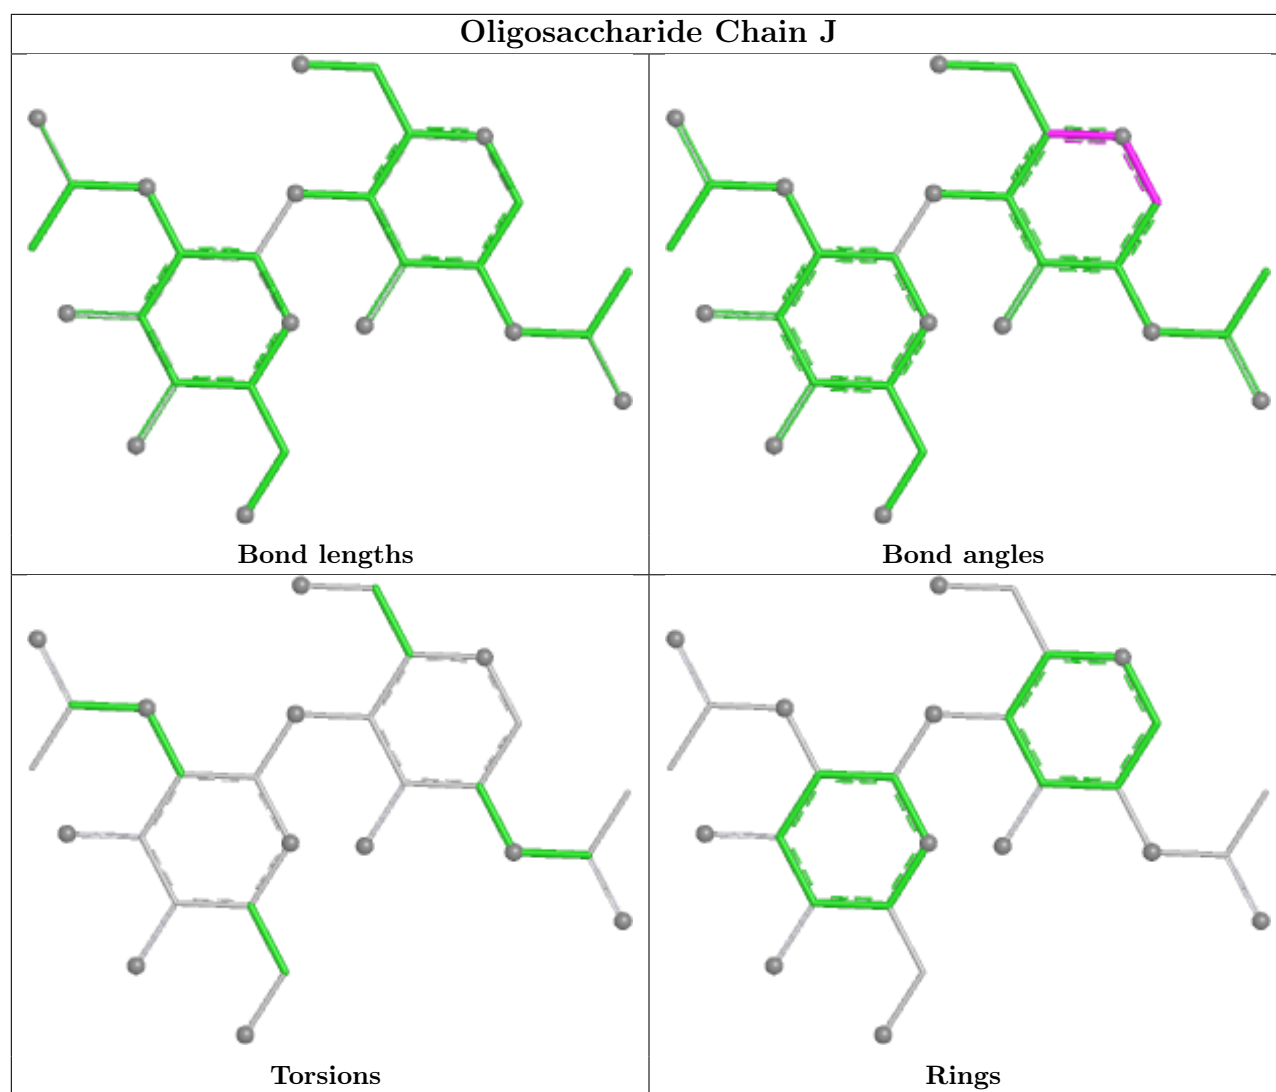 Oligosaccharide Chain J
Bond lengths
Bond angles
Torsions
Rings